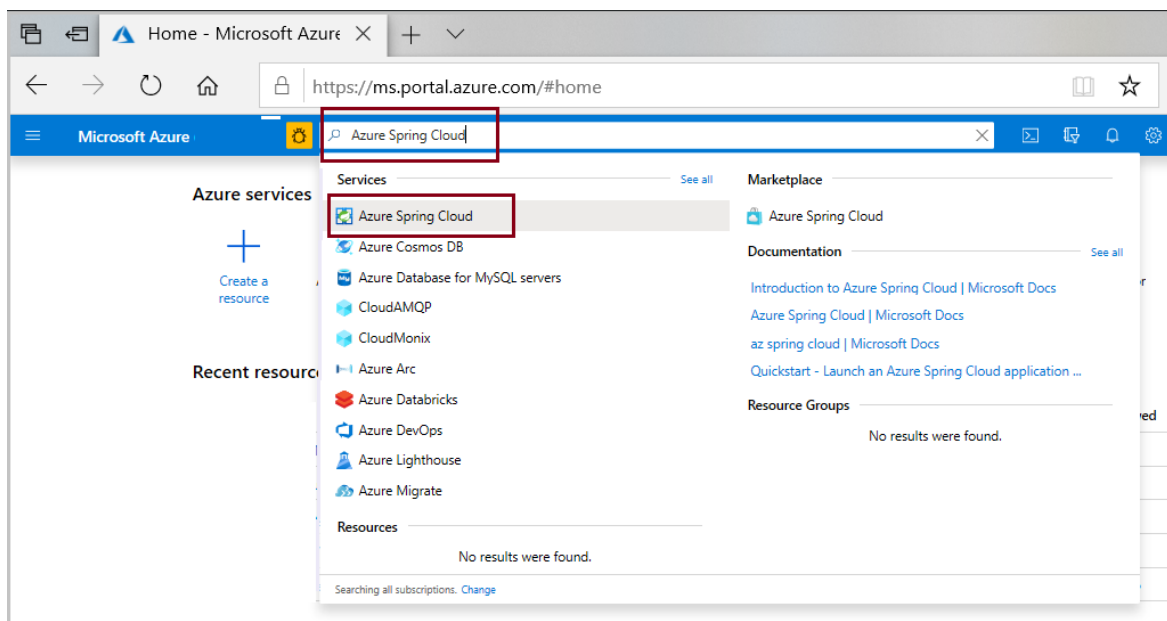 Home - Microsoft Azure
https://ms.portal.azure.com/#home
Microsoft Azure
Azure Spring Cloud
Azure services
Create a
resource
Recent
Services
See all
Azure Spring Cloud
Azure Cosmos DB
Azure Database for MySQL servers
CloudAMQP
CloudMonix
Azure Arc
Azure Databricks
Azure DevOps
Azure Lighthouse
Azure Migrate
Resources
No results were found.
Searching all subscriptions. Change
Marketplace
Azure Spring Cloud
Documentation
See all
Introduction to Azure Spring Cloud | Microsoft Docs
Azure Spring Cloud | Microsoft Docs
az spring cloud | Microsoft Docs
Quickstart - Launch an Azure Spring Cloud application ...
Resource Groups
No results were found.